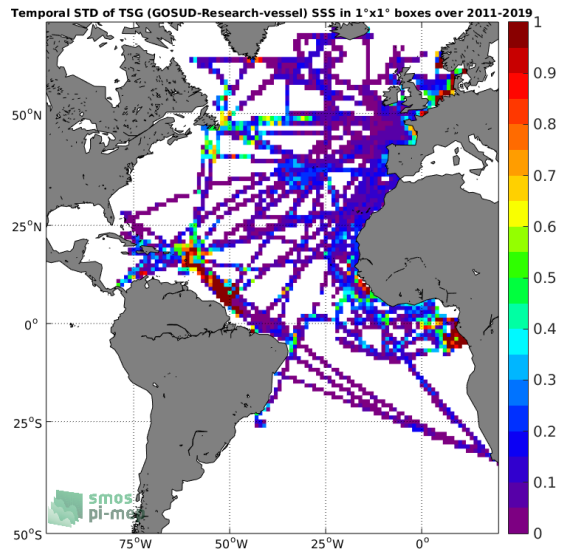 Temporal STD of TSG (GOSUD-Research-vessel) SSS in 1°x1° boxes over 2011-2019
1
0.9
0.8
0.7
0.6
0.5
0.4
0.3
0.2
0.1
0
50°N
25°N
0°
25°S
50°S
75°W
50°W
25°W
0°
smos
pi-me